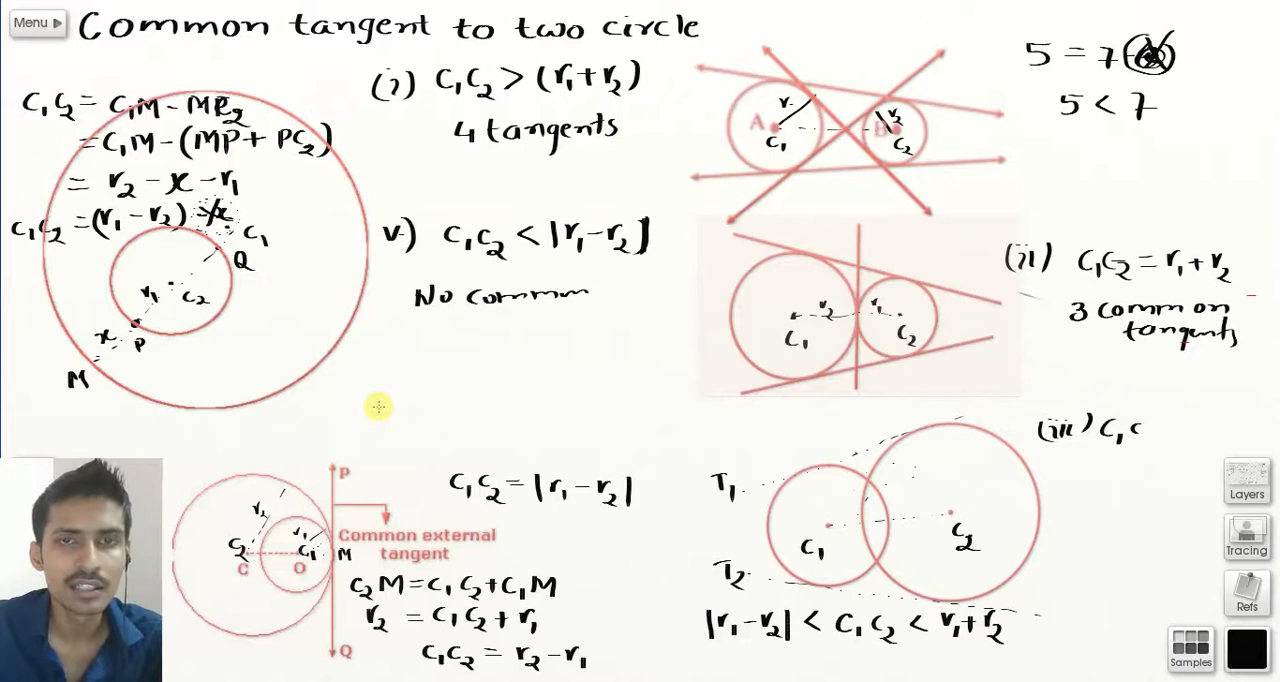 Menu
Common tangent to two circle
C₁C₂ = C₁M - MC₂
= C₁M - (MP + PC₂)
= r₂ - x - r₁
C₁C₂ = (r₁ - r₂) - x
C₁
Q
r₁
C₂
x
P
M
(i) C₁C₂ > (r₁+r₂)
4 tangents
v) C₁C₂ < |r₁-r₂|
No common
A
r₁
C₁
B
r₂
C₂
5 = 7
5 < 7
r₂
r₁
C₁
C₂
(ii) C₁C₂ = r₁+r₂
3 common
tangents
P
r₂
r₁
C₂
C₁
M
C
O
Q
Common external
tangent
C₁C₂ = |r₁-r₂|
C₂M = C₁C₂ + C₁M
r₂ = C₁C₂ + r₁
C₁C₂ = r₂ - r₁
(iii) C₁C
T₁
T₂
C₁
C₂
|r₁-r₂| < C₁C₂ < r₁+r₂
Layers
Tracing
Refs
Samples